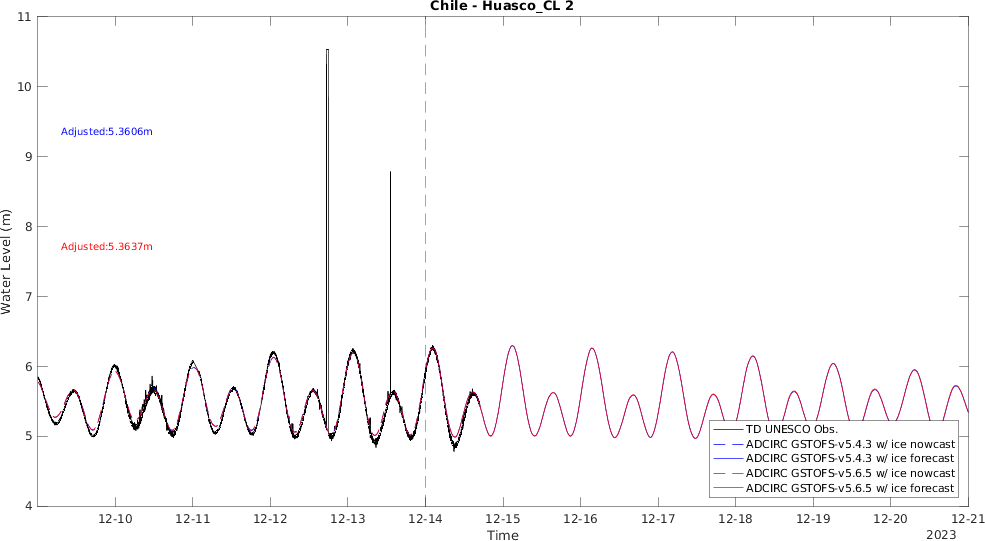 Chile - Huasco_CL 2
11
10
9
8
7
6
5
4
Water Level (m)
Adjusted:5.3606m
Adjusted:5.3637m
TD UNESCO Obs.
ADCIRC GSTOFS-v5.4.3 w/ ice nowcast
ADCIRC GSTOFS-v5.4.3 w/ ice forecast
ADCIRC GSTOFS-v5.6.5 w/ ice nowcast
ADCIRC GSTOFS-v5.6.5 w/ ice forecast
12-10 12-11 12-12 12-13 12-14 12-15 12-16 12-17 12-18 12-19 12-20 12-21
Time
2023